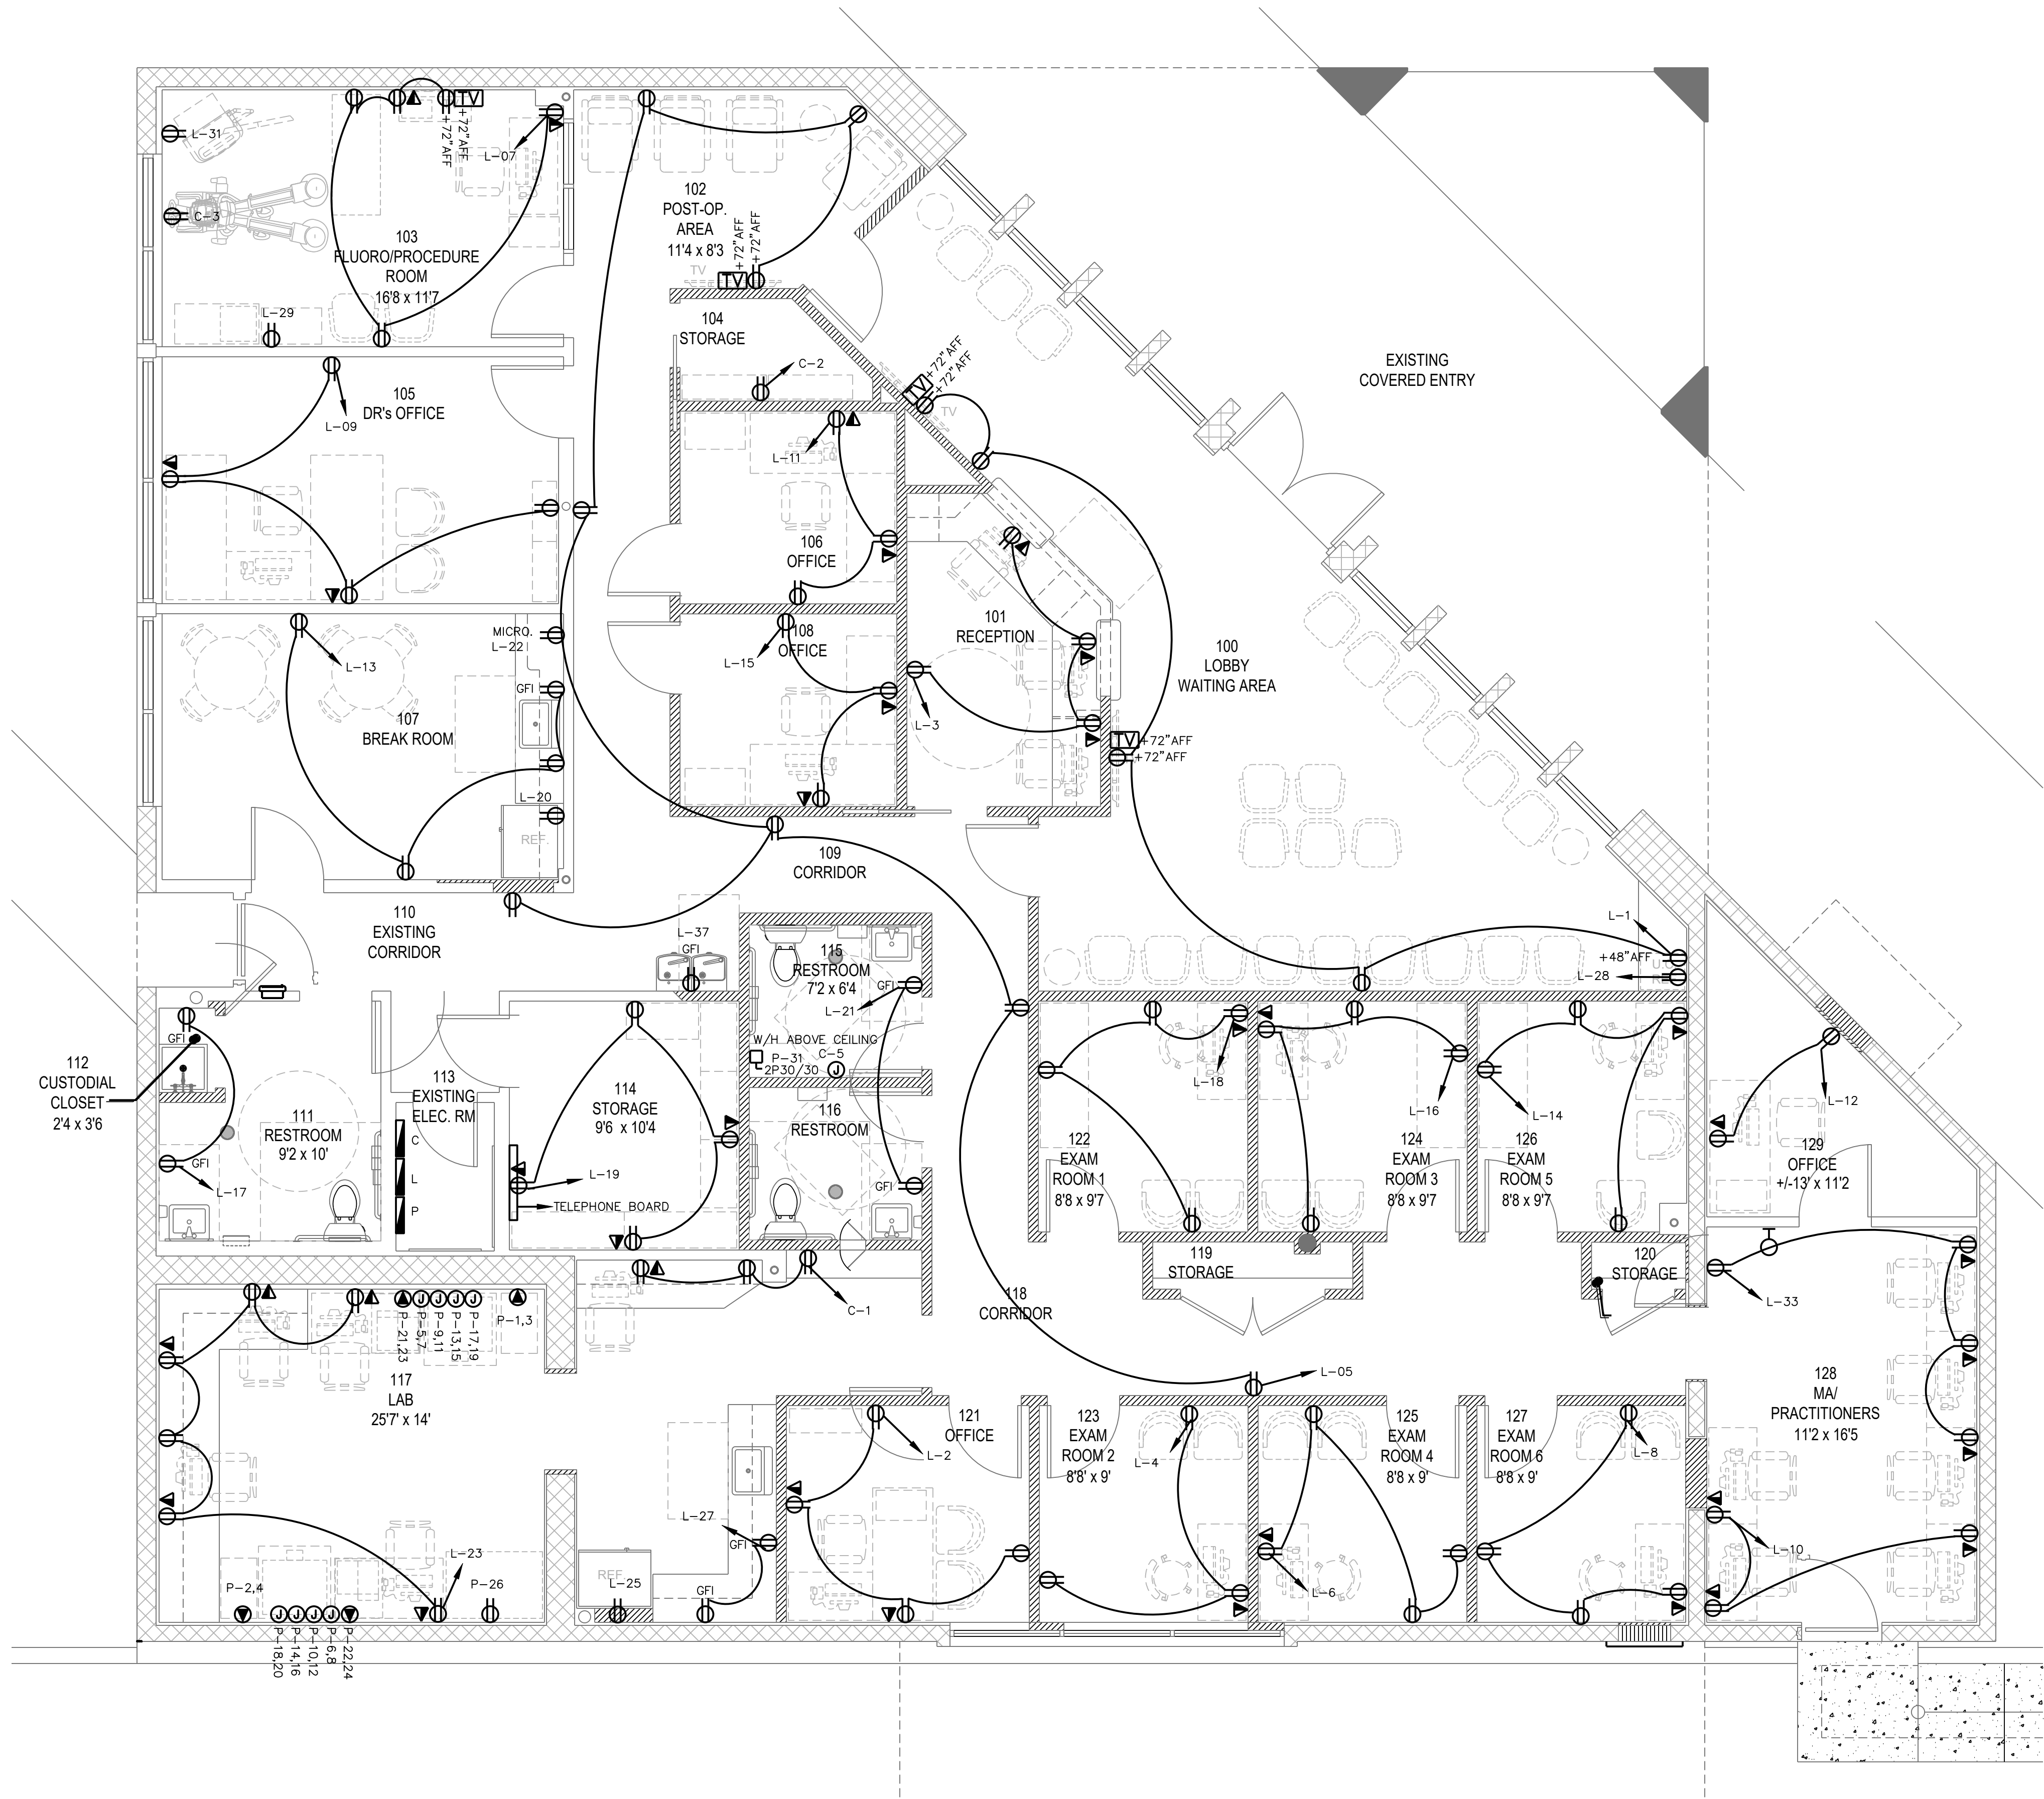 L-31
C-3
TV
+72"AFF
+72"AFF
L-07
103
FLUORO/PROCEDURE
ROOM
16'8 x 11'7
L-29
102
POST-OP.
AREA
11'4 x 8'3
TV
TV
+72"AFF
+72"AFF
104
STORAGE
C-2
TV
+72"AFF
+72"AFF
TV
EXISTING
COVERED ENTRY
105
DR's OFFICE
L-09
L-11
106
OFFICE
108
OFFICE
L-15
101
RECEPTION
L-3
100
LOBBY
WAITING AREA
TV
+72"AFF
+72"AFF
MICRO.
L-22
L-13
GFI
107
BREAK ROOM
L-20
REF.
109
CORRIDOR
110
EXISTING
CORRIDOR
L-37
GFI
115
RESTROOM
7'2 x 6'4
GFI
L-21
W/H ABOVE CEILING
P-31
2P30/30
C-5
J
116
RESTROOM
GFI
L-1
+48"AFF
L-28
112
CUSTODIAL
CLOSET
2'4 x 3'6
GFI
111
RESTROOM
9'2 x 10'
GFI
L-17
113
EXISTING
ELEC. RM
C
L
P
114
STORAGE
9'6 x 10'4
L-19
TELEPHONE BOARD
L-18
122
EXAM
ROOM 1
8'8 x 9'7
L-16
124
EXAM
ROOM 3
8'8 x 9'7
L-14
126
EXAM
ROOM 5
8'8 x 9'7
L-12
129
OFFICE
+/-13' x 11'2
119
STORAGE
120
STORAGE
L-33
118
CORRIDOR
C-1
L-05
J
J
J
J
P-21,23
P-5,7
P-9,11
P-13,15
P-17,19
P-1,3
117
LAB
25'7' x 14'
L-23
P-2,4
P-26
J
J
J
J
P-18,20
P-14,16
P-10,12
P-6,8
P-22,24
REF.
L-25
GFI
L-27
GFI
121
OFFICE
L-2
123
EXAM
ROOM 2
8'8' x 9'
L-4
125
EXAM
ROOM 4
8'8 x 9'
L-6
127
EXAM
ROOM 6
8'8 x 9'
L-8
128
MA/
PRACTITIONERS
11'2 x 16'5
L-10